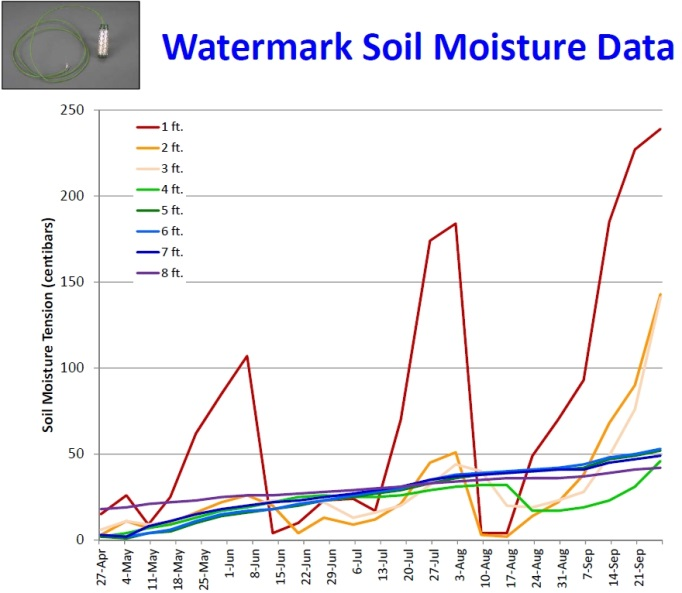 Watermark Soil Moisture Data
Soil Moisture Tension (centibars)
250
200
150
100
50
0
1 ft.
2 ft.
3 ft.
4 ft.
5 ft.
6 ft.
7 ft.
8 ft.
27-Apr
4-May
11-May
18-May
25-May
1-Jun
8-Jun
15-Jun
22-Jun
29-Jun
6-Jul
13-Jul
20-Jul
27-Jul
3-Aug
10-Aug
17-Aug
24-Aug
31-Aug
7-Sep
14-Sep
21-Sep